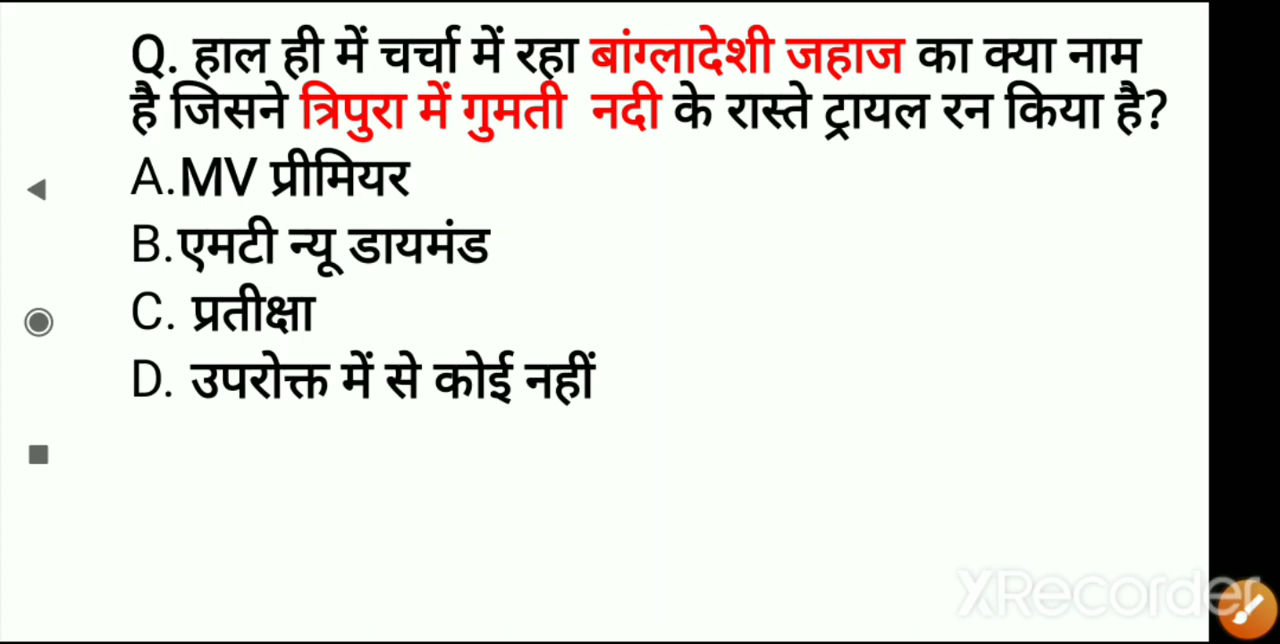 Q. हाल ही में चर्चा में रहा बांग्लादेशी जहाज का क्या नाम
है जिसने त्रिपुरा में गुमती नदी के रास्ते ट्रायल रन किया है?
A.MV प्रीमियर
B.एमटी न्यू डायमंड
C. प्रतीक्षा
D. उपरोक्त में से कोई नहीं
XRecorder